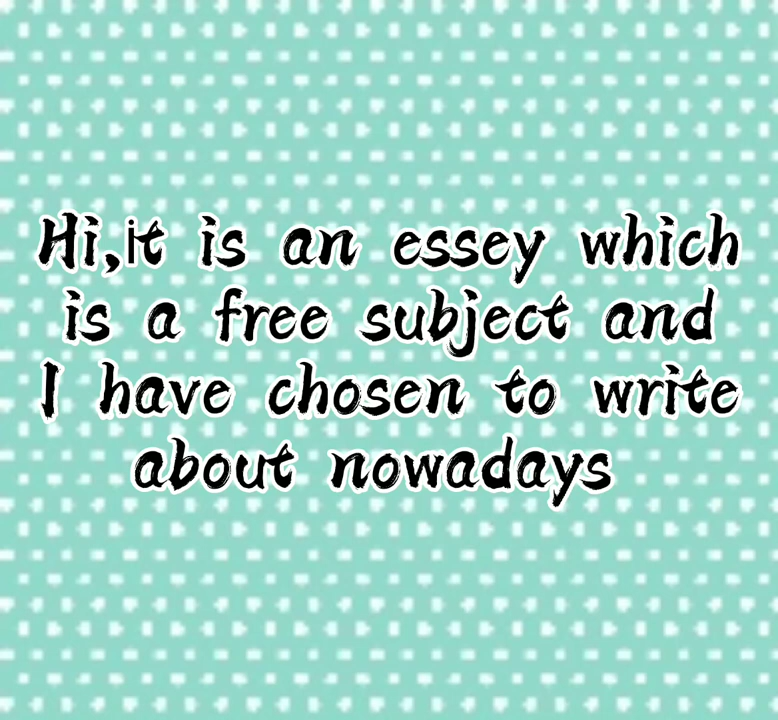 Hi,it is an essey which
is a free subject and
I have chosen to write
about nowadays